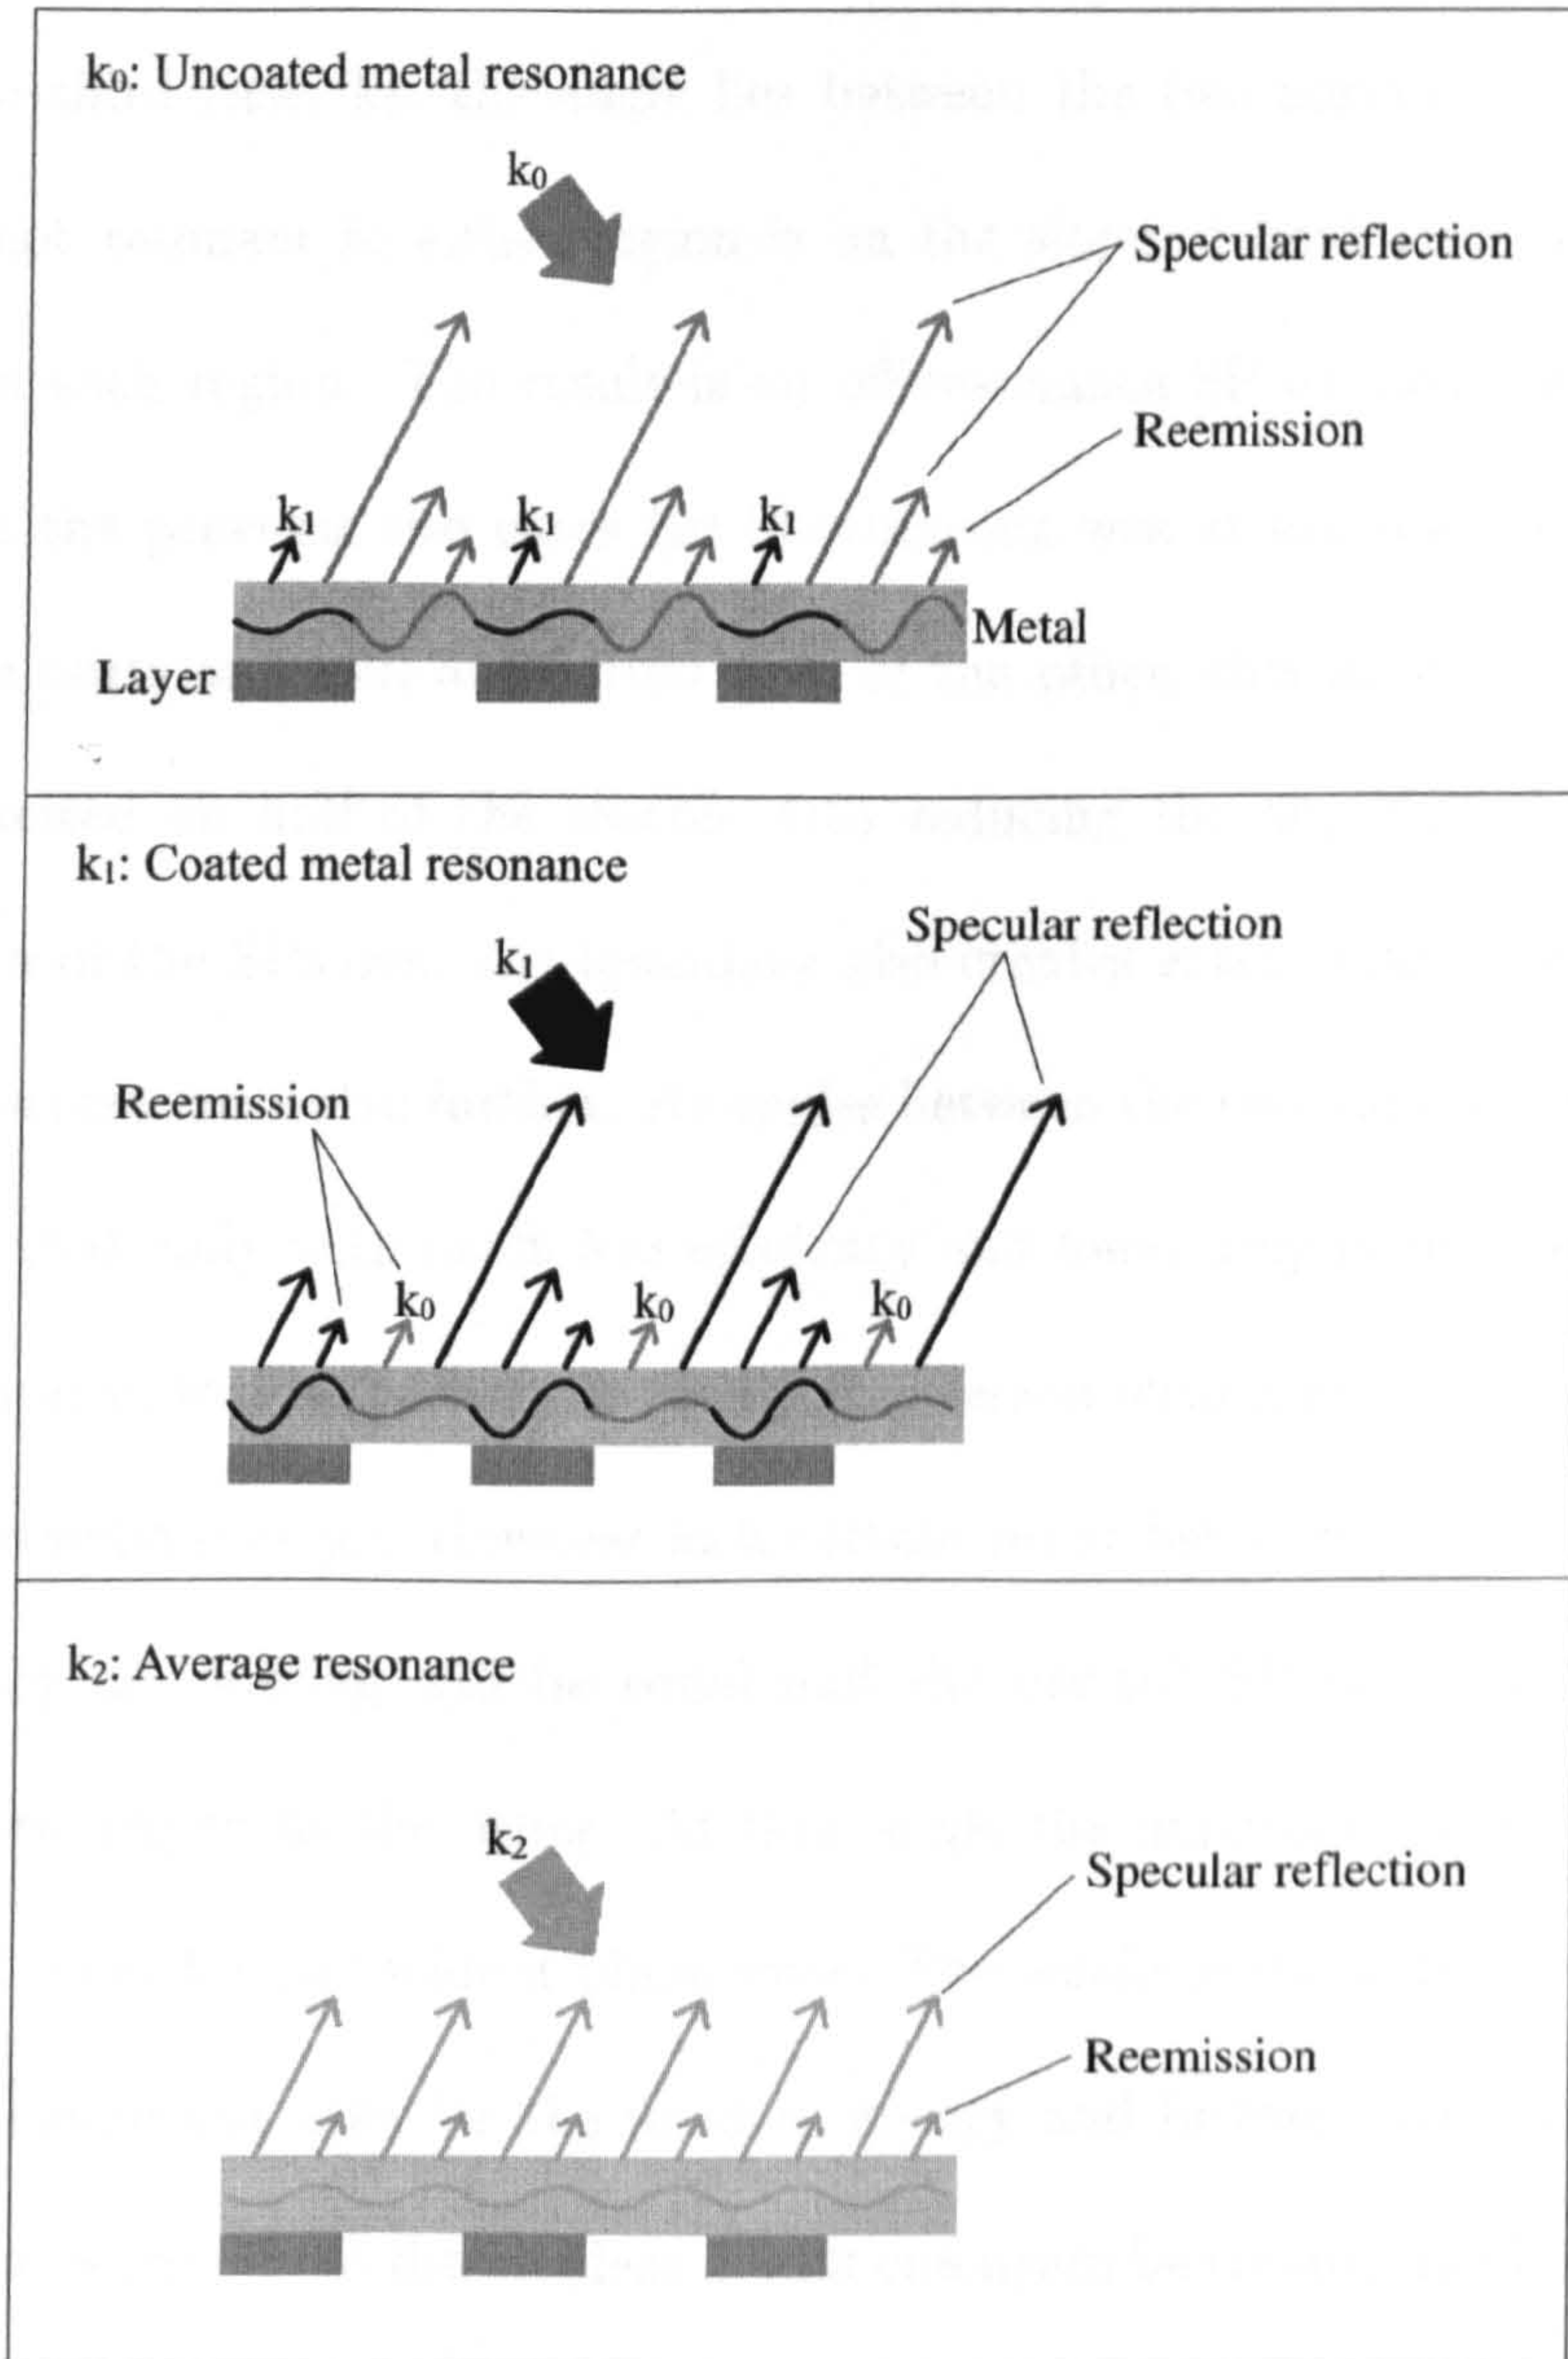 k₀: Uncoated metal resonance
k₀
Specular reflection
Reemission
k₁ k₁ k₁
Metal
Layer
k₁: Coated metal resonance
Specular reflection
k₁
Reemission
k₀ k₀ k₀
k₂: Average resonance
k₂
Specular reflection
Reemission